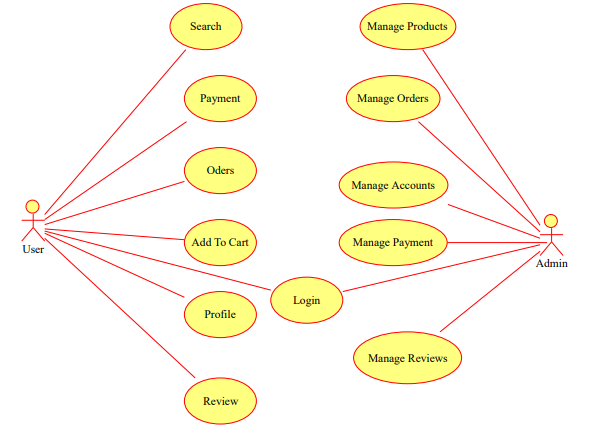 Search
Manage Products
Payment
Manage Orders
Oders
Manage Accounts
User
Add To Cart
Manage Payment
Admin
Login
Profile
Manage Reviews
Review